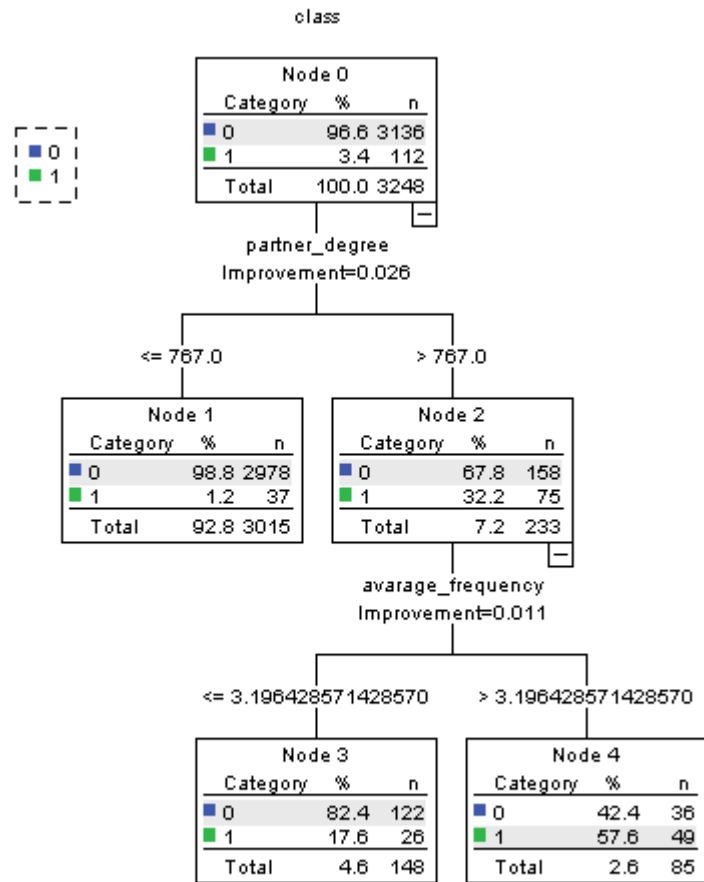 class
Node 0
Category % n
0 96.6 3136
1 3.4 112
Total 100.0 3248
0
1
partner_degree
Improvement=0.026
<= 767.0
> 767.0
Node 1
Category % n
0 98.8 2978
1 1.2 37
Total 92.8 3015
Node 2
Category % n
0 67.8 158
1 32.2 75
Total 7.2 233
avarage_frequency
Improvement=0.011
<= 3.196428571428570
> 3.196428571428570
Node 3
Category % n
0 82.4 122
1 17.6 26
Total 4.6 148
Node 4
Category % n
0 42.4 36
1 57.6 49
Total 2.6 85